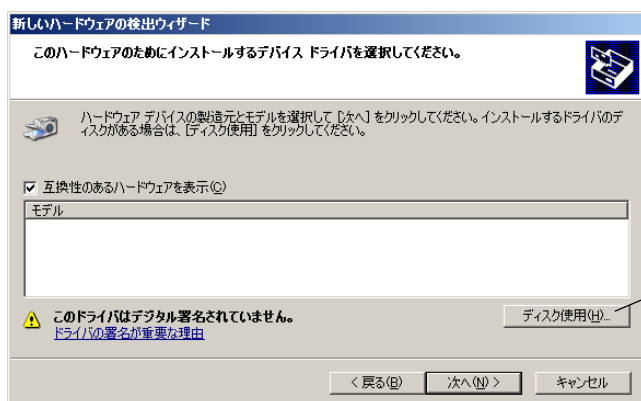 新しいハードウェアの検出ウィザード
このハードウェアのためにインストールするデバイス ドライバを選択してください。
ハードウェア デバイスの製造元とモデルを選択して [次へ] をクリックしてください。インストールするドライバのデ
ィスクがある場合は、[ディスク使用] をクリックしてください。
互換性のあるハードウェアを表示(C)
モデル
このドライバはデジタル署名されていません。
ドライバの署名が重要な理由
ディスク使用(H)...
< 戻る(B)
次へ(N) >
キャンセル